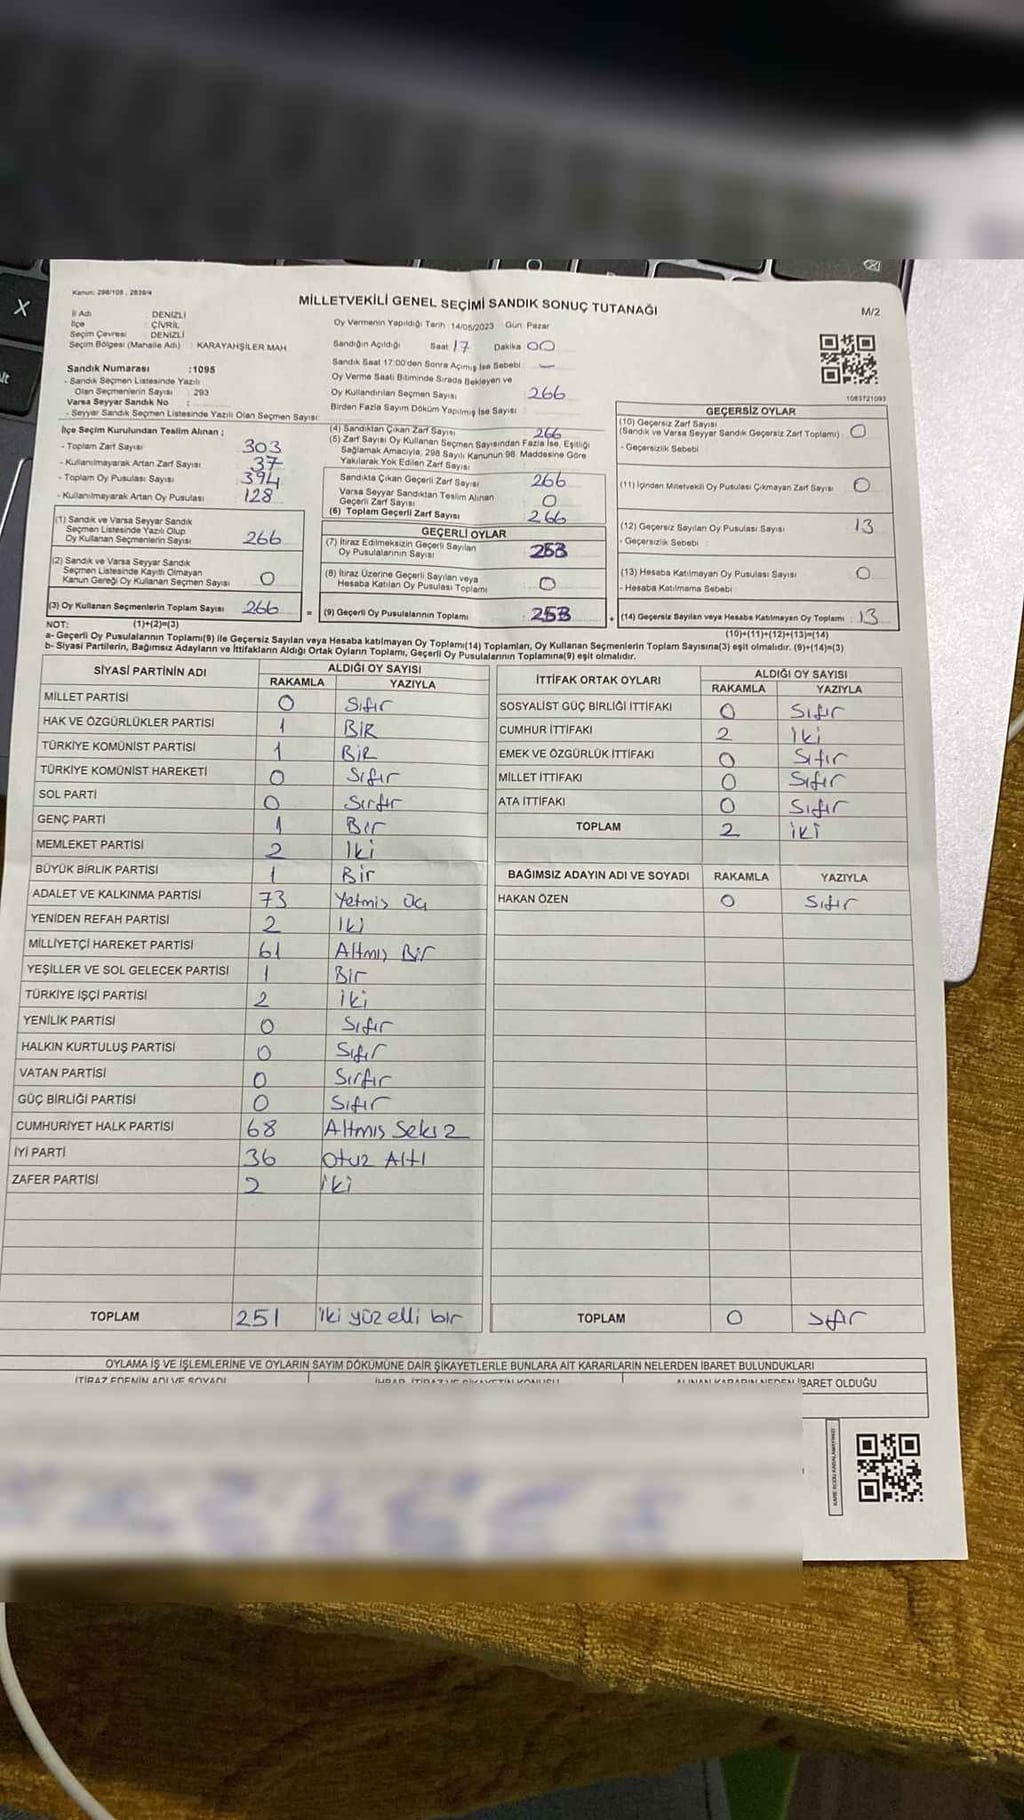 Kanun: 298/108 , 2839/4
MİLLETVEKİLİ GENEL SEÇİMİ SANDIK SONUÇ TUTANAĞI
M/2
İl Adı : DENİZLİ
İlçe : ÇİVRİL
Seçim Çevresi : DENİZLİ
Seçim Bölgesi (Mahalle Adı) : KARAYAHŞİLER MAH
Sandık Numarası :1095
- Sandık Seçmen Listesinde Yazılı
Olan Seçmenlerin Sayısı : 293
Varsa Seyyar Sandık No :
- Seyyar Sandık Seçmen Listesinde Yazılı Olan Seçmen Sayısı:
Oy Vermenin Yapıldığı Tarih :14/05/2023 Gün: Pazar
Sandığın Açıldığı Saat 17 Dakika 00
Sandık Saat 17:00'den Sonra Açılmış İse Sebebi: —
Oy Verme Saati Bitiminde Sırada Bekleyen ve
Oy Kullandırılan Seçmen Sayısı 266
Birden Fazla Sayım Döküm Yapılmış İse Sayısı :
1083721093
İlçe Seçim Kurulundan Teslim Alınan ;
- Toplam Zarf Sayısı 303
- Kullanılmayarak Artan Zarf Sayısı 37
- Toplam Oy Pusulası Sayısı 394
- Kullanılmayarak Artan Oy Pusulası 128
(4) Sandıktan Çıkan Zarf Sayısı 266
(5) Zarf Sayısı Oy Kullanan Seçmen Sayısından Fazla İse, Eşitliği
Sağlamak Amacıyla, 298 Sayılı Kanunun 98. Maddesine Göre
Yakılarak Yok Edilen Zarf Sayısı
Sandıkta Çıkan Geçerli Zarf Sayısı 266
Varsa Seyyar Sandıktan Teslim Alınan
Geçerli Zarf Sayısı 0
(6) Toplam Geçerli Zarf Sayısı 266
GEÇERSİZ OYLAR
(10) Geçersiz Zarf Sayısı
(Sandık ve Varsa Seyyar Sandık Geçersiz Zarf Toplamı) 0
- Geçersizlik Sebebi :
(11) İçinden Milletvekili Oy Pusulası Çıkmayan Zarf Sayısı 0
(12) Geçersiz Sayılan Oy Pusulası Sayısı 13
- Geçersizlik Sebebi :
(13) Hesaba Katılmayan Oy Pusulası Sayısı 0
- Hesaba Katılmama Sebebi :
(14) Geçersiz Sayılan veya Hesaba Katılmayan Oy Toplamı : 13
(1) Sandık ve Varsa Seyyar Sandık
Seçmen Listesinde Yazılı Olup
Oy Kullanan Seçmenlerin Sayısı 266
(2) Sandık ve Varsa Seyyar Sandık
Seçmen Listesinde Kayıtlı Olmayan
Kanun Gereği Oy Kullanan Seçmen Sayısı 0
(3) Oy Kullanan Seçmenlerin Toplam Sayısı 266
GEÇERLİ OYLAR
(7) İtiraz Edilmeksizin Geçerli Sayılan
Oy Pusulalarının Sayısı 253
(8) İtiraz Üzerine Geçerli Sayılan veya
Hesaba Katılan Oy Pusulası Toplamı 0
= (9) Geçerli Oy Pusulalarının Toplamı : 253 +
NOT: (1)+(2)=(3)
(10)+(11)+(12)+(13)=(14)
a- Geçerli Oy Pusulalarının Toplamı(9) ile Geçersiz Sayılan veya Hesaba katılmayan Oy Toplamı(14) Toplamları, Oy Kullanan Seçmenlerin Toplam Sayısına(3) eşit olmalıdır. (9)+(14)=(3)
b- Siyasi Partilerin, Bağımsız Adayların ve İttifakların Aldığı Ortak Oyların Toplamı, Geçerli Oy Pusulalarının Toplamına(9) eşit olmalıdır.
SİYASİ PARTİNİN ADI ALDIĞI OY SAYISI
RAKAMLA YAZIYLA
MİLLET PARTİSİ 0 Sıfır
HAK VE ÖZGÜRLÜKLER PARTİSİ 1 BİR
TÜRKİYE KOMÜNİST PARTİSİ 1 BİR
TÜRKİYE KOMÜNİST HAREKETİ 0 Sıfır
SOL PARTİ 0 Sıfır
GENÇ PARTİ 1 Bir
MEMLEKET PARTİSİ 2 İki
BÜYÜK BİRLİK PARTİSİ 1 Bir
ADALET VE KALKINMA PARTİSİ 73 Yetmiş Üç
YENİDEN REFAH PARTİSİ 2 İki
MİLLİYETÇİ HAREKET PARTİSİ 61 Altmış Bir
YEŞİLLER VE SOL GELECEK PARTİSİ 1 Bir
TÜRKİYE İŞÇİ PARTİSİ 2 iki
YENİLİK PARTİSİ 0 Sıfır
HALKIN KURTULUŞ PARTİSİ 0 Sıfır
VATAN PARTİSİ 0 Sırfır
GÜÇ BİRLİĞİ PARTİSİ 0 Sıfır
CUMHURİYET HALK PARTİSİ 68 Altmış Sekiz
İYİ PARTİ 36 Otuz Altı
ZAFER PARTİSİ 2 iki
TOPLAM 251 iki yüz elli bir
İTTİFAK ORTAK OYLARI ALDIĞI OY SAYISI
RAKAMLA YAZIYLA
SOSYALİST GÜÇ BİRLİĞİ İTTİFAKI 0 Sıfır
CUMHUR İTTİFAKI 2 İki
EMEK VE ÖZGÜRLÜK İTTİFAKI 0 Sıfır
MİLLET İTTİFAKI 0 Sıfır
ATA İTTİFAKI 0 Sıfır
TOPLAM 2 iki
BAĞIMSIZ ADAYIN ADI VE SOYADI RAKAMLA YAZIYLA
HAKAN ÖZEN 0 Sıfır
TOPLAM 0 Sıfır
OYLAMA İŞ VE İŞLEMLERİNE VE OYLARIN SAYIM DÖKÜMÜNE DAİR ŞİKAYETLERLE BUNLARA AİT KARARLARIN NELERDEN İBARET BULUNDUKLARI
İTİRAZ EDENİN ADI VE SOYADI
ALINAN KARARIN NEDEN İBARET OLDUĞU